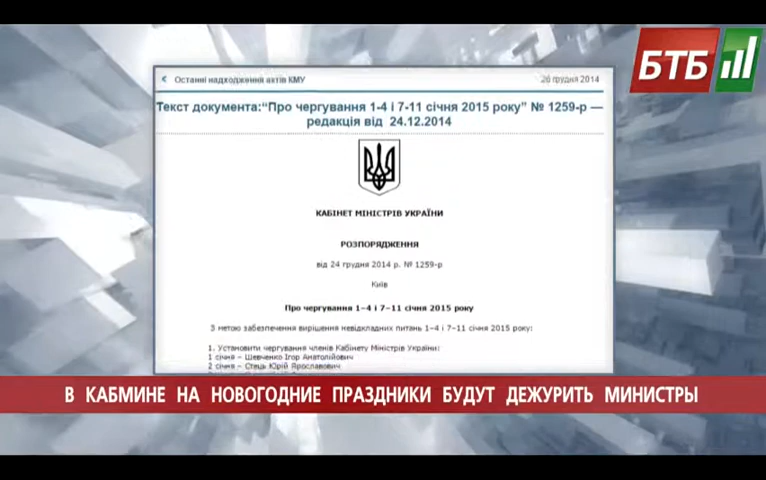 БТБ
< Останні надходження актів КМУ
26 грудня 2014
Текст документа:“Про чергування 1-4 і 7-11 січня 2015 року” № 1259-р —
редакція від 24.12.2014
КАБІНЕТ МІНІСТРІВ УКРАЇНИ
РОЗПОРЯДЖЕННЯ
від 24 грудня 2014 р. № 1259-р
Київ
Про чергування 1–4 і 7–11 січня 2015 року
З метою забезпечення вирішення невідкладних питань 1–4 і 7–11 січня 2015 року:
1. Установити чергування членів Кабінету Міністрів України:
1 січня – Шевченко Ігор Анатолійович
2 січня – Стець Юрій Ярославович
В КАБМИНЕ НА НОВОГОДНИЕ ПРАЗДНИКИ БУДУТ ДЕЖУРИТЬ МИНИСТРЫ